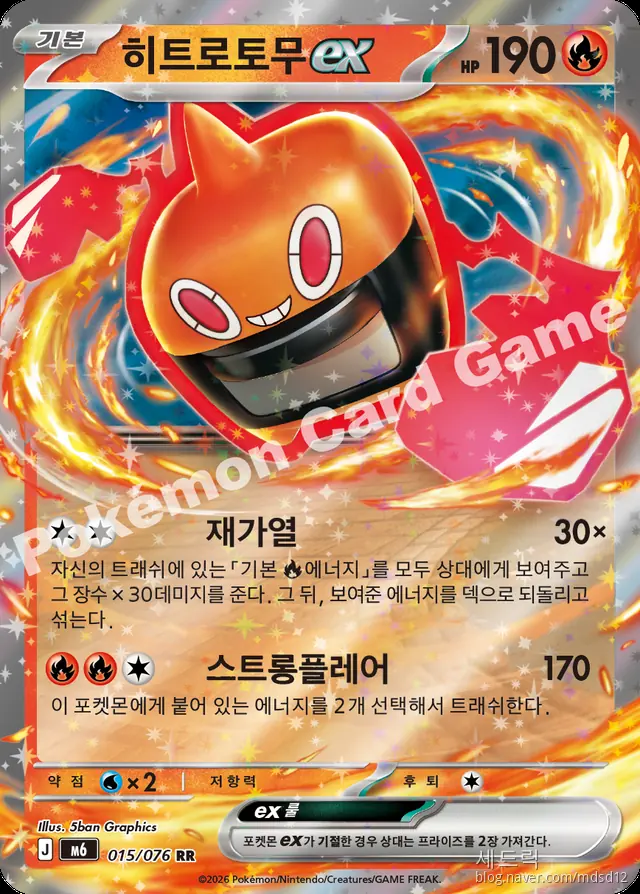 기본 히트로토무 ex HP 190
Pokémon Card Game
재가열 30×
자신의 트래쉬에 있는 「기본 에너지」를 모두 상대에게 보여주고
그 장수 × 30데미지를 준다. 그 뒤, 보여준 에너지를 덱으로 되돌리고
섞는다.
스트롱플레어 170
이 포켓몬에게 붙어 있는 에너지를 2개 선택해서 트래쉬한다.
약점 ×2 저항력 후퇴
ex 룰
포켓몬 ex가 기절한 경우 상대는 프라이즈를 2장 가져간다.
Illus. 5ban Graphics
J M6 015/076 RR
©2026 Pokémon/Nintendo/Creatures/GAME FREAK.
세드릭
blog.naver.com/mdsd12